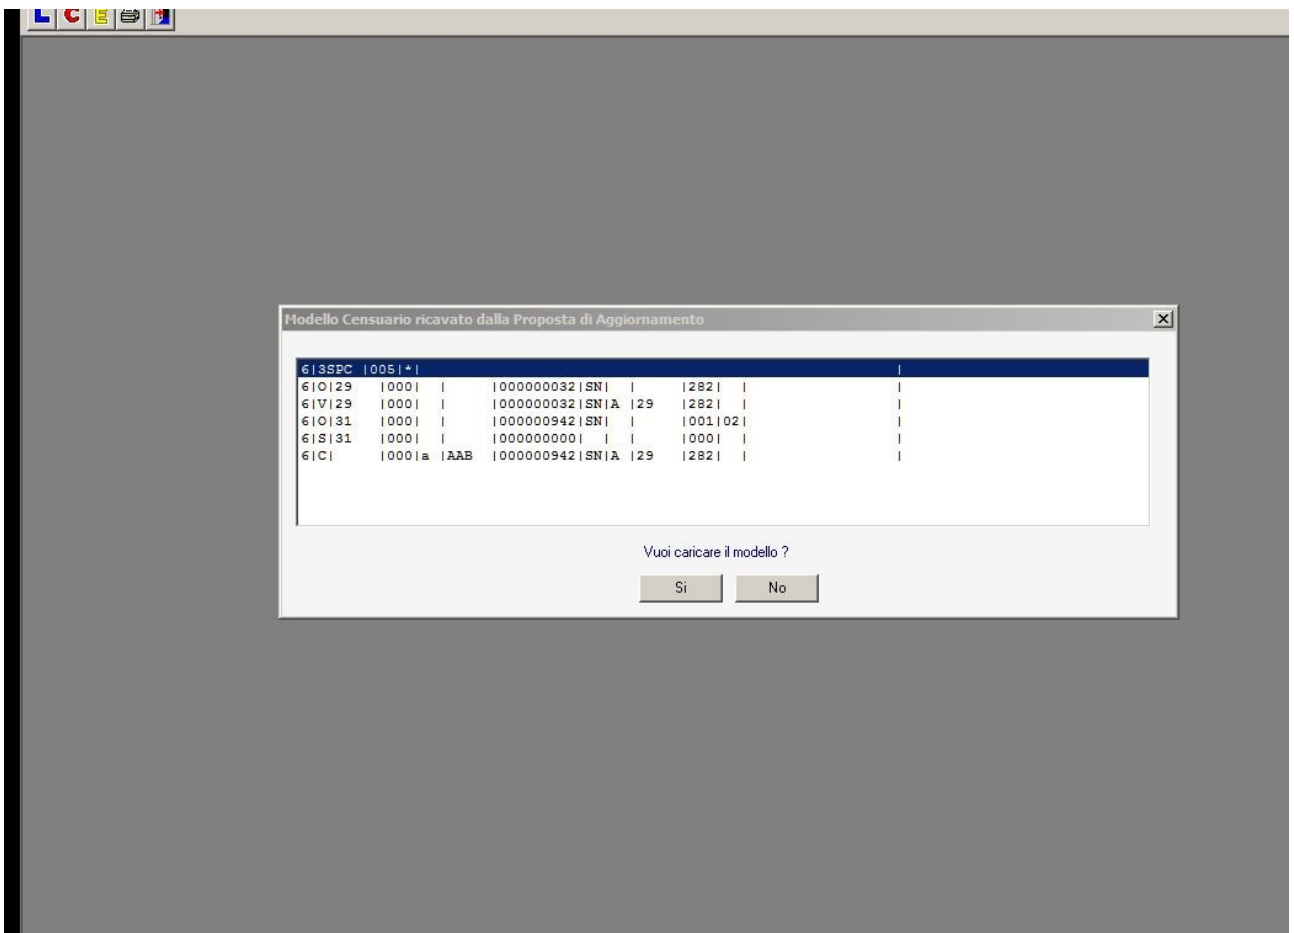 L C E
Modello Censuario ricavato dalla Proposta di Aggiornamento
6|3SPC |005|*| |
6|O|29 |000| | |000000032|SN| | |282| | |
6|V|29 |000| | |000000032|SN|A |29 |282| | |
6|O|31 |000| | |000000942|SN| | |001|02| |
6|S|31 |000| | |000000000| | | |000| | |
6|C| |000|a |AAB |000000942|SN|A |29 |282| | |
Vuoi caricare il modello ?
Si No